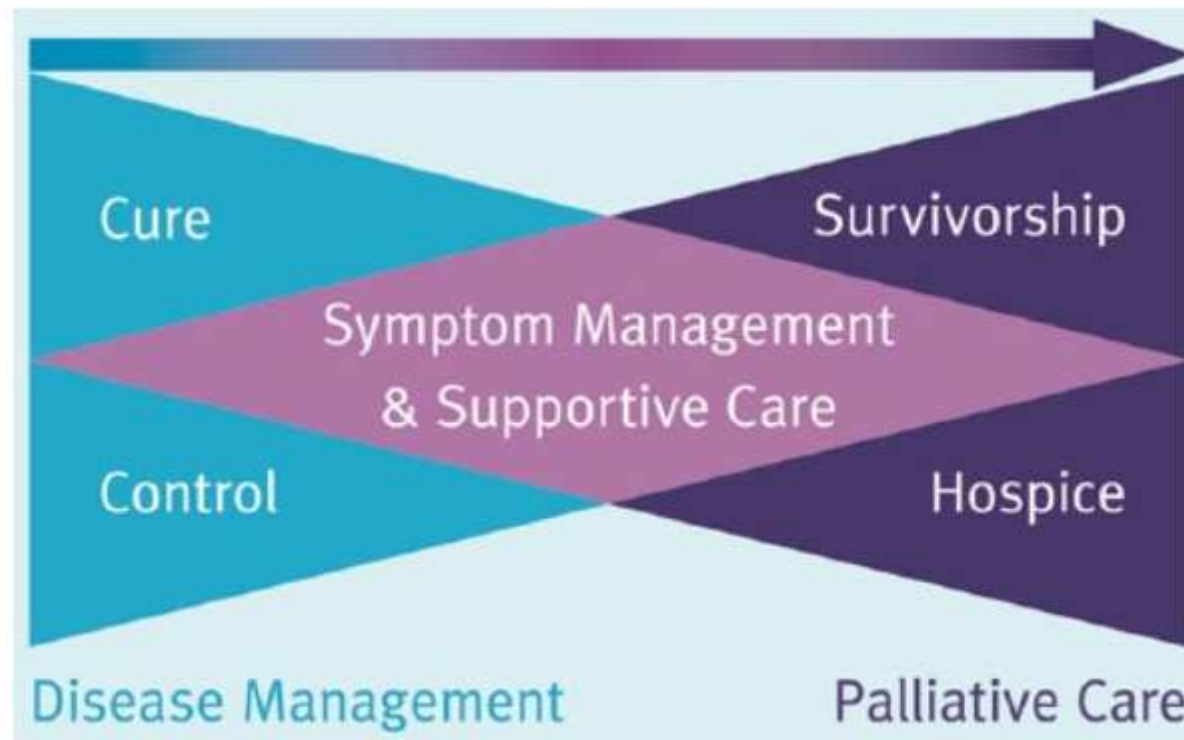 Cure
Survivorship
Symptom Management
& Supportive Care
Control
Hospice
Disease Management
Palliative Care